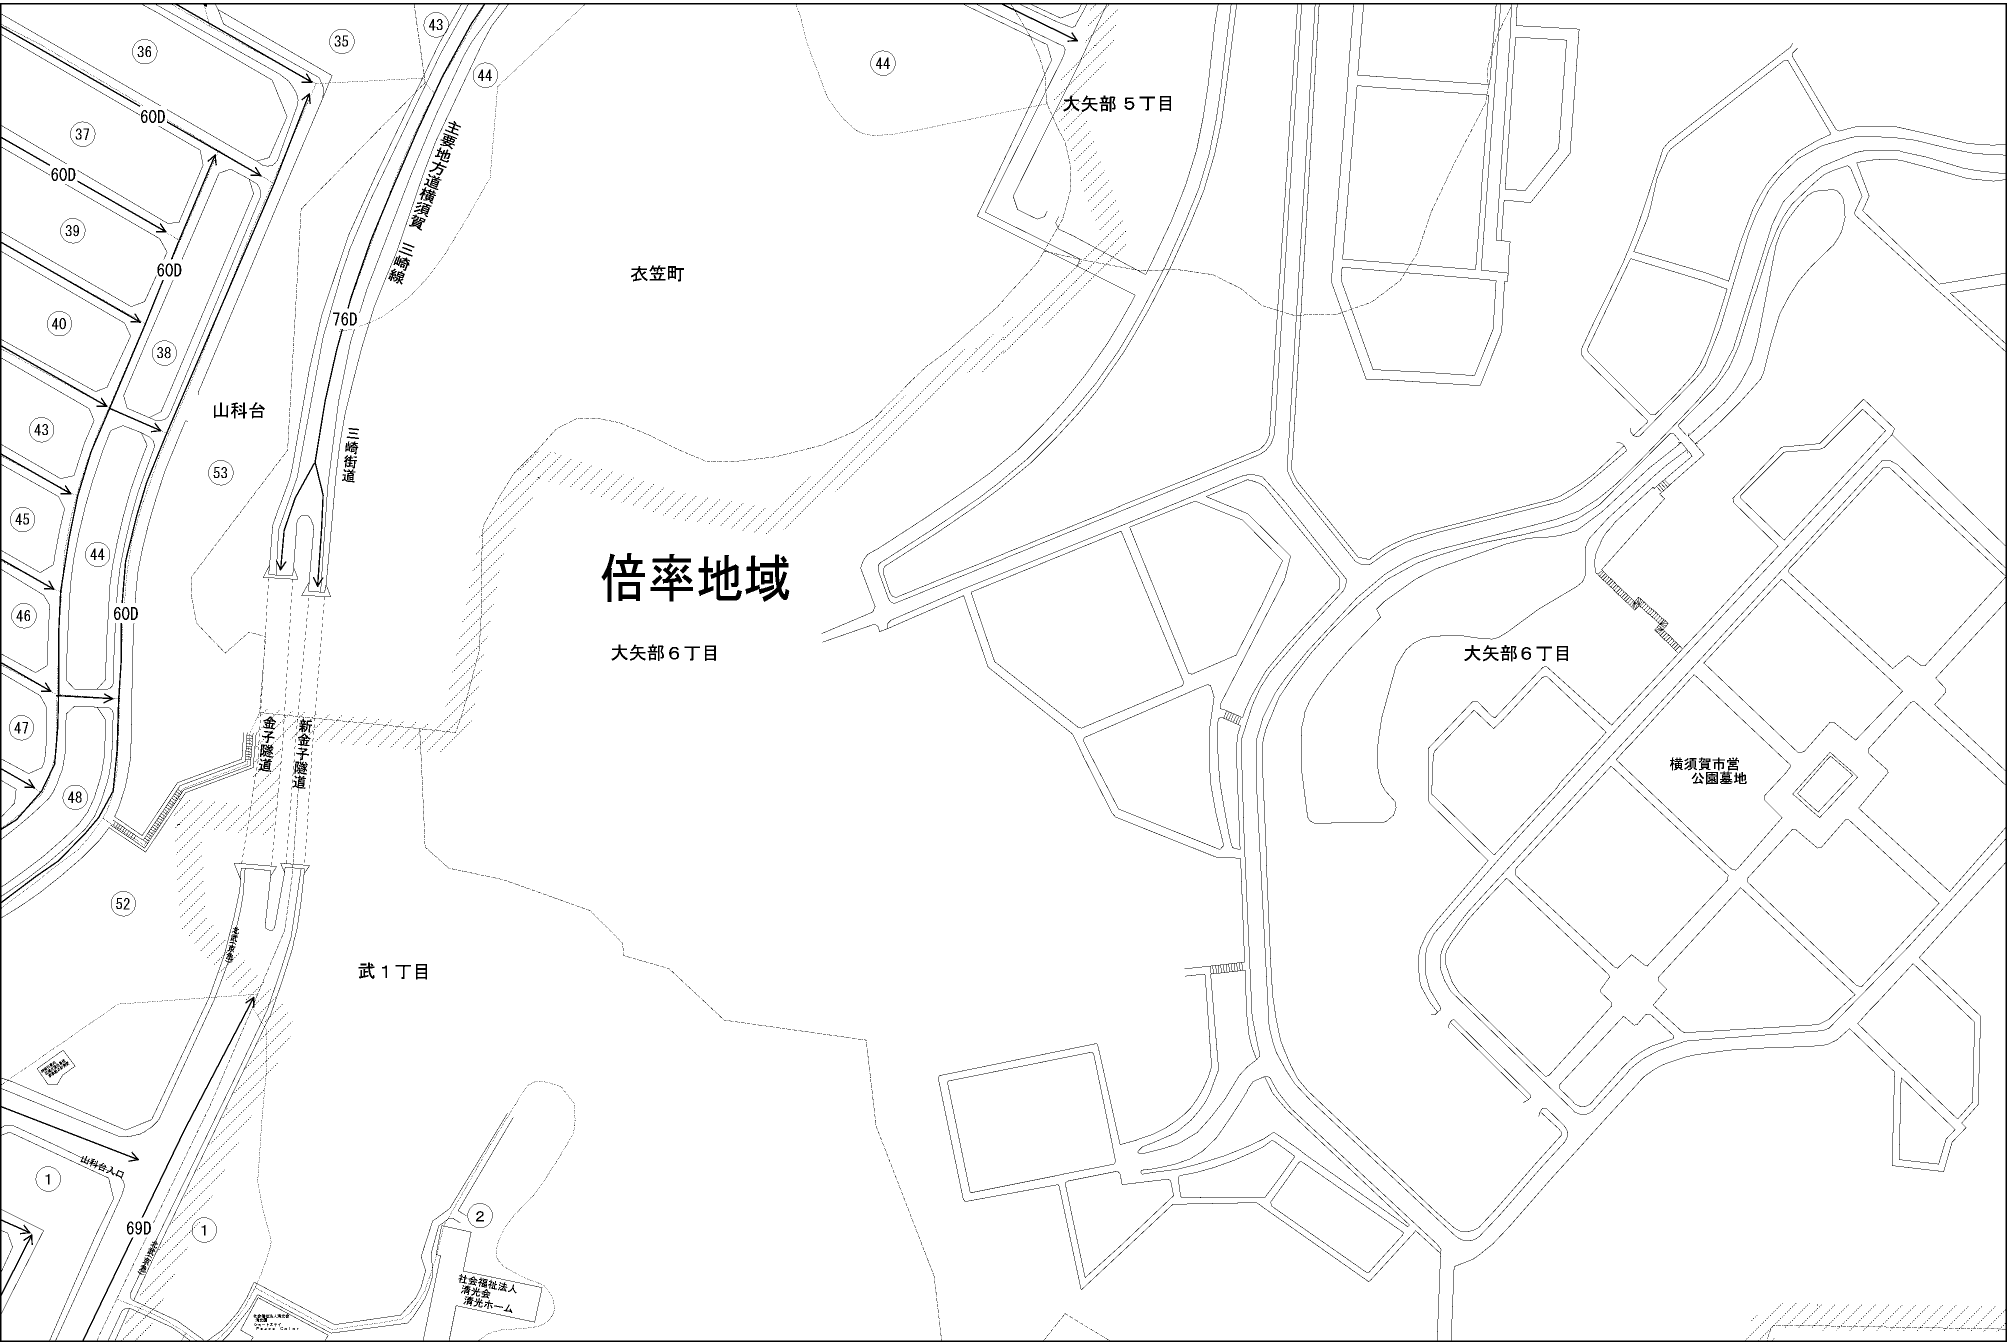 35
43
36
44
44
60D
大矢部 5丁目
37
主要地方道横須賀 三崎線
60D
39
60D
衣笠町
40
76D
38
山科台
43
三崎街道
53
45
44
倍率地域
46
60D
大矢部6丁目
大矢部6丁目
47
金子隧道
新金子隧道
横須賀市営
公園墓地
48
52
武1丁目
山科台入口
1
69D
1
2
社会福祉法人
清光会
清光ホーム